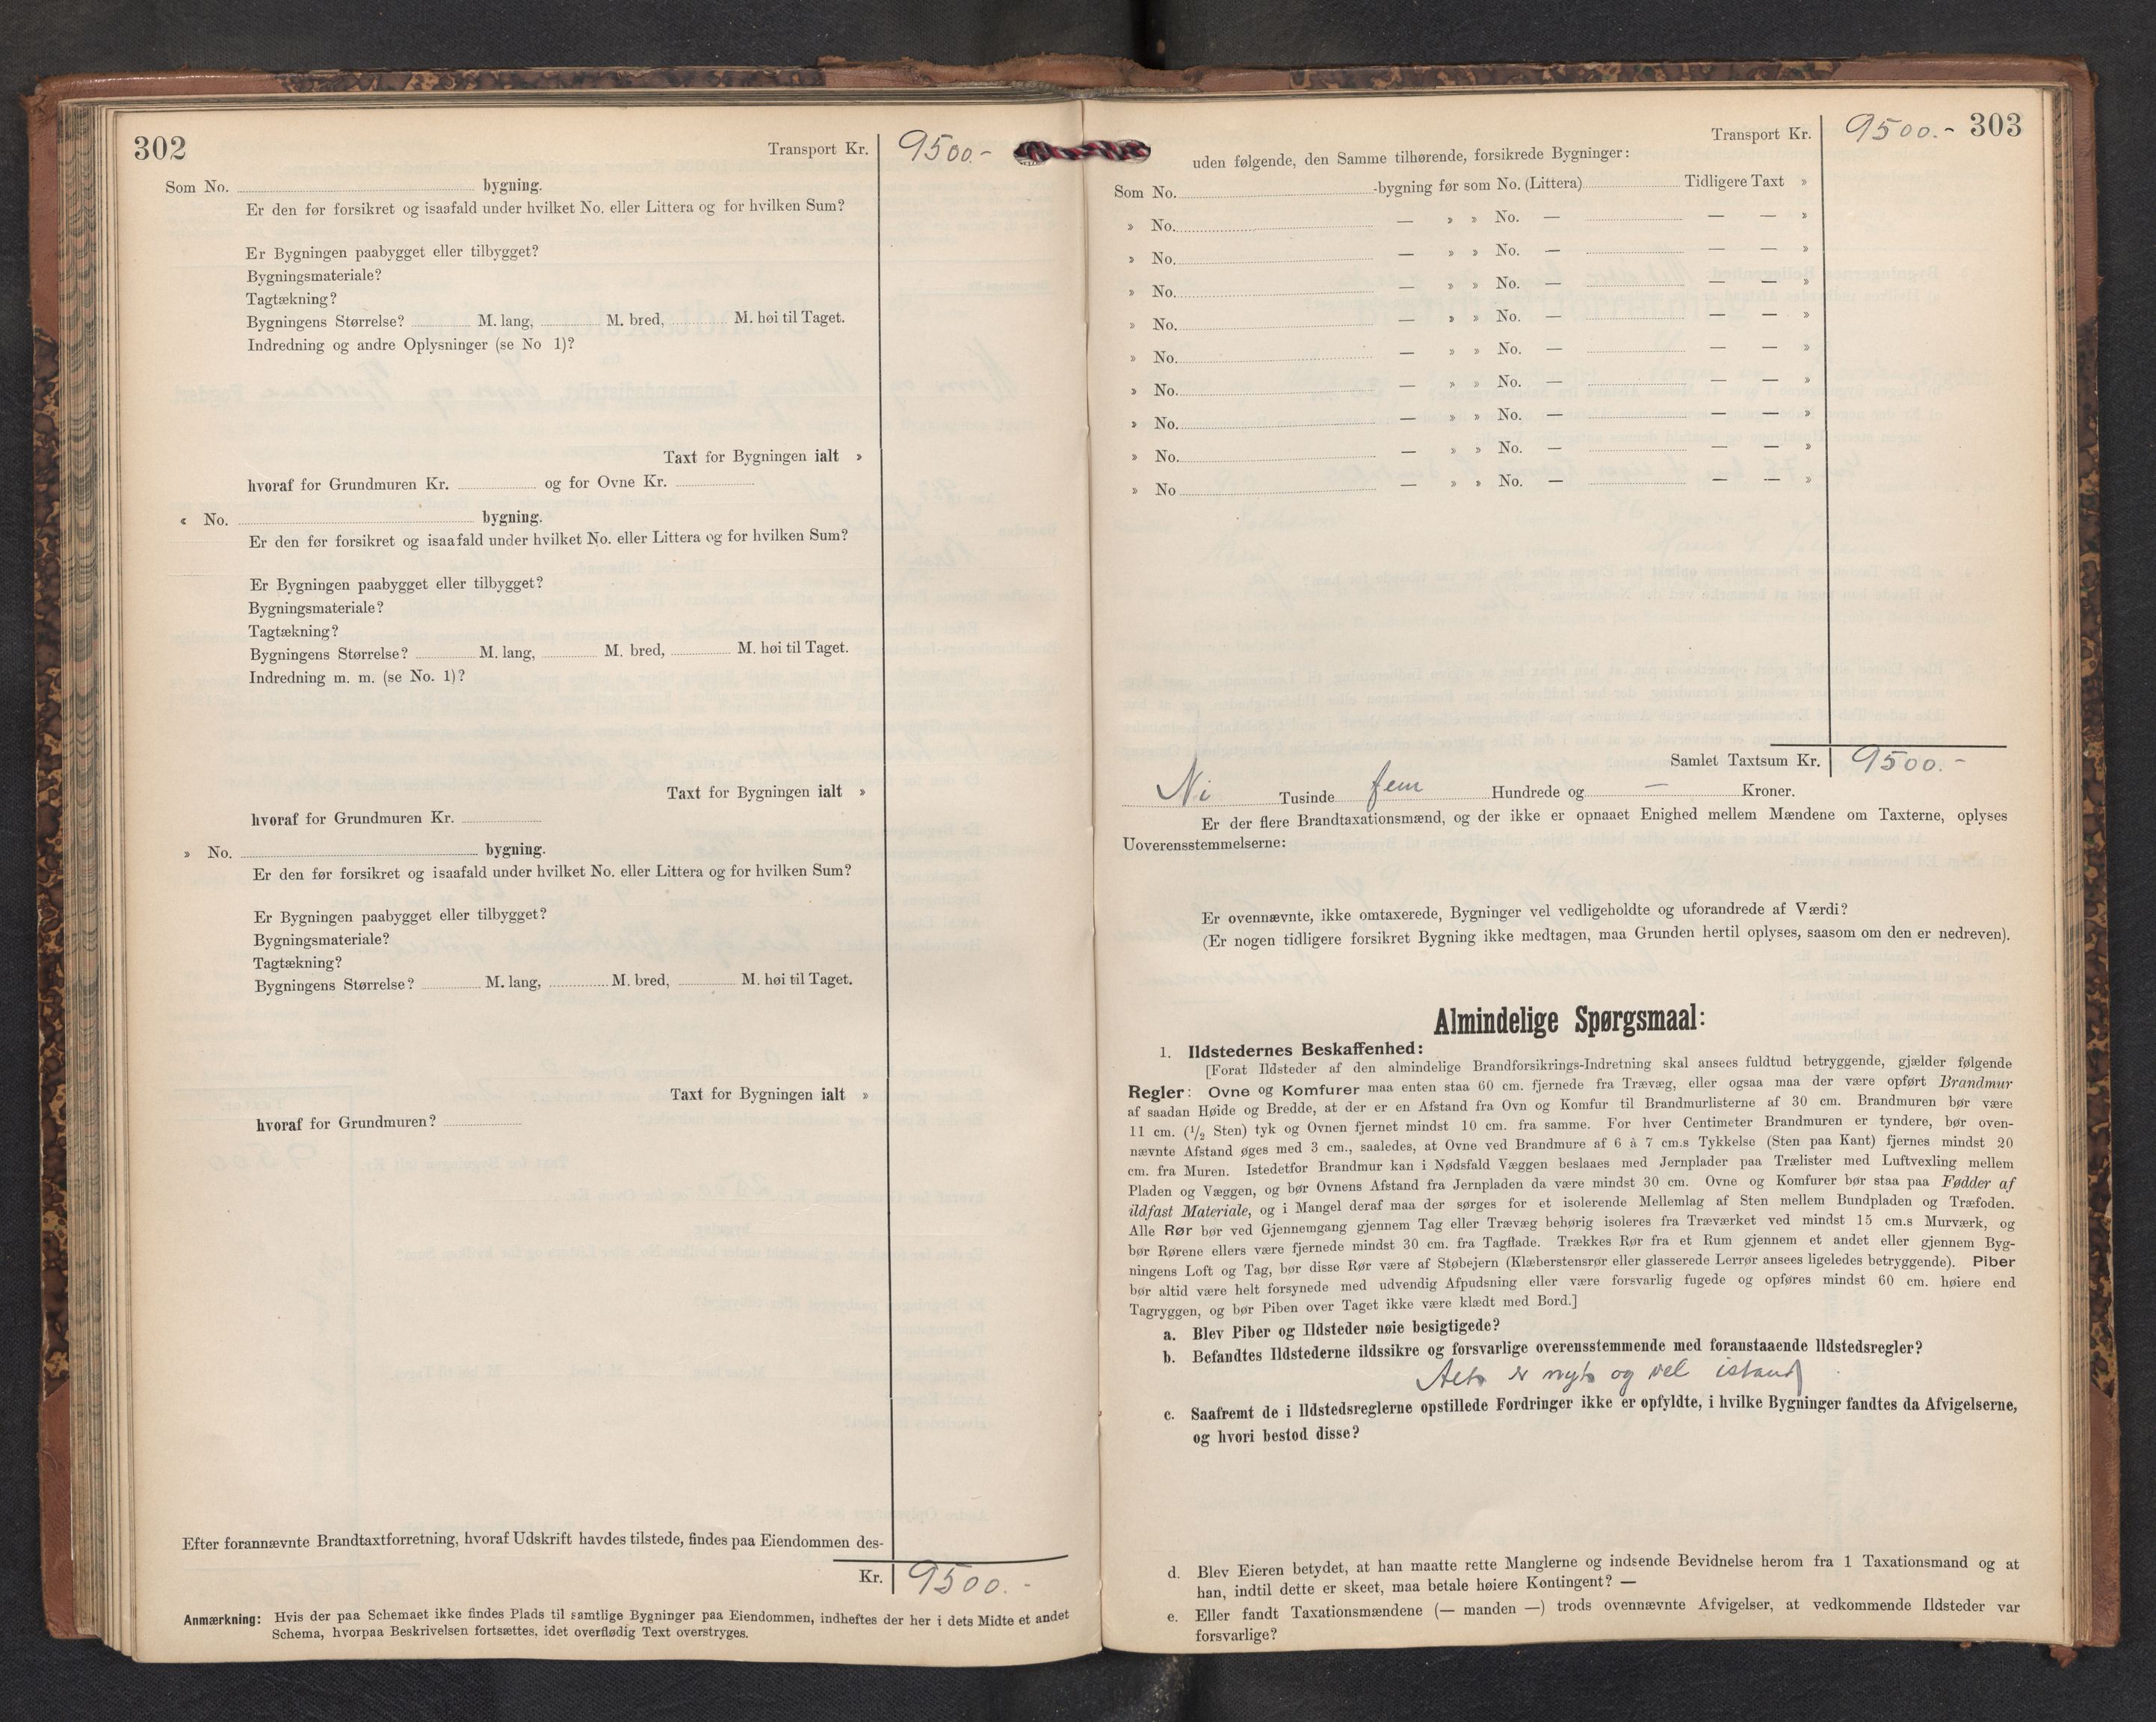 302
Transport Kr. 9500.-
Som No. bygning.
Er den før forsikret og isaafald under hvilket No. eller Littera og for hvilken Sum?
Er Bygningen paabygget eller tilbygget?
Bygningsmateriale?
Tagtækning?
Bygningens Størrelse? M. lang, M. bred, M. høi til Taget.
Indredning og andre Oplysninger (se No 1)?
Taxt for Bygningen ialt »
hvoraf for Grundmuren Kr. og for Ovne Kr.
« No. bygning.
Er den før forsikret og isaafald under hvilket No. eller Littera og for hvilken Sum?
Er Bygningen paabygget eller tilbygget?
Bygningsmateriale?
Tagtækning?
Bygningens Størrelse? M. lang, M. bred, M. høi til Taget.
Indredning m. m. (se No. 1)?
Taxt for Bygningen ialt »
hvoraf for Grundmuren Kr.
» No. bygning.
Er den før forsikret og isaafald under hvilket No. eller Littera og for hvilken Sum?
Er Bygningen paabygget eller tilbygget?
Bygningsmateriale?
Tagtækning?
Bygningens Størrelse? M. lang, M. bred, M. høi til Taget.
Taxt for Bygningen ialt »
hvoraf for Grundmuren?
Efter forannævnte Brandtaxtforretning, hvoraf Udskrift havdes tilstede, findes paa Eiendommen des-
Kr. 9500.-
Anmærkning: Hvis der paa Schemaet ikke findes Plads til samtlige Bygninger paa Eiendommen, indheftes der her i dets Midte et andet
Schema, hvorpaa Beskrivelsen fortsættes, idet overflødig Text overstryges.
303
Transport Kr. 9500.-
uden følgende, den Samme tilhørende, forsikrede Bygninger:
Som No. -bygning før som No. (Littera) Tidligere Taxt »
» No. — » » No. — — — »
» No. — » » No. — — — »
» No. — » » No. — — — »
» No. — » » No. — — — »
» No. — » » No. — — — »
» No. — » » No. — — — »
» No. — » » No. — — — »
» No. — » » No. — — — »
» No — » » No. — — — »
Samlet Taxtsum Kr. 9500.-
Ni Tusinde fem Hundrede og — Kroner.
Er der flere Brandtaxationsmænd, og der ikke er opnaaet Enighed mellem Mændene om Taxterne, oplyses
Uoverensstemmelserne:
Er ovennævnte, ikke omtaxerede, Bygninger vel vedligeholdte og uforandrede af Værdi?
(Er nogen tidligere forsikret Bygning ikke medtagen, maa Grunden hertil oplyses, saasom om den er nedreven).
Almindelige Spørgsmaal:
1. Ildstedernes Beskaffenhed:
[Forat Ildsteder af den almindelige Brandforsikrings-Indretning skal ansees fuldtud betryggende, gjælder følgende
Regler: Ovne og Komfurer maa enten staa 60 cm. fjernede fra Trævæg, eller ogsaa maa der være opført Brandmur
af saadan Høide og Bredde, at der er en Afstand fra Ovn og Komfur til Brandmurlisterne af 30 cm. Brandmuren bør være
11 cm. (1/2 Sten) tyk og Ovnen fjernet mindst 10 cm. fra samme. For hver Centimeter Brandmuren er tyndere, bør oven-
nævnte Afstand øges med 3 cm., saaledes, at Ovne ved Brandmure af 6 à 7 cm.s Tykkelse (Sten paa Kant) fjernes mindst 20
cm. fra Muren. Istedetfor Brandmur kan i Nødsfald Væggen beslaaes med Jernplader paa Trælister med Luftvexling mellem
Pladen og Væggen, og bør Ovnens Afstand fra Jernpladen da være mindst 30 cm. Ovne og Komfurer bør staa paa Fødder af
ildfast Materiale, og i Mangel deraf maa der sørges for et isolerende Mellemlag af Sten mellem Bundpladen og Træfoden.
Alle Rør bør ved Gjennemgang gjennem Tag eller Trævæg behørig isoleres fra Træværket ved mindst 15 cm.s Murværk, og
bør Rørene ellers være fjernede mindst 30 cm. fra Tagflade. Trækkes Rør fra et Rum gjennem et andet eller gjennem Byg-
ningens Loft og Tag, bør disse Rør være af Støbejern (Klæberstensrør eller glasserede Lerrør ansees ligeledes betryggende). Piber
bør altid være helt forsynede med udvendig Afpudsning eller være forsvarlig fugede og opføres mindst 60 cm. høiere end
Tagryggen, og bør Piben over Taget ikke være klædt med Bord.]
a. Blev Piber og Ildsteder nøie besigtigede?
b. Befandtes Ildstederne ildssikre og forsvarlige overensstemmende med foranstaaende Ildstedsregler?
Alt er nyt og vel istand
c. Saafremt de i Ildstedsreglerne opstillede Fordringer ikke er opfyldte, i hvilke Bygninger fandtes da Afvigelserne,
og hvori bestod disse?
d. Blev Eieren betydet, at han maatte rette Manglerne og indsende Bevidnelse herom fra 1 Taxationsmand og at
han, indtil dette er skeet, maa betale høiere Kontingent? —
e. Eller fandt Taxationsmændene (— manden —) trods ovennævnte Afvigelser, at vedkommende Ildsteder var
forsvarlige?